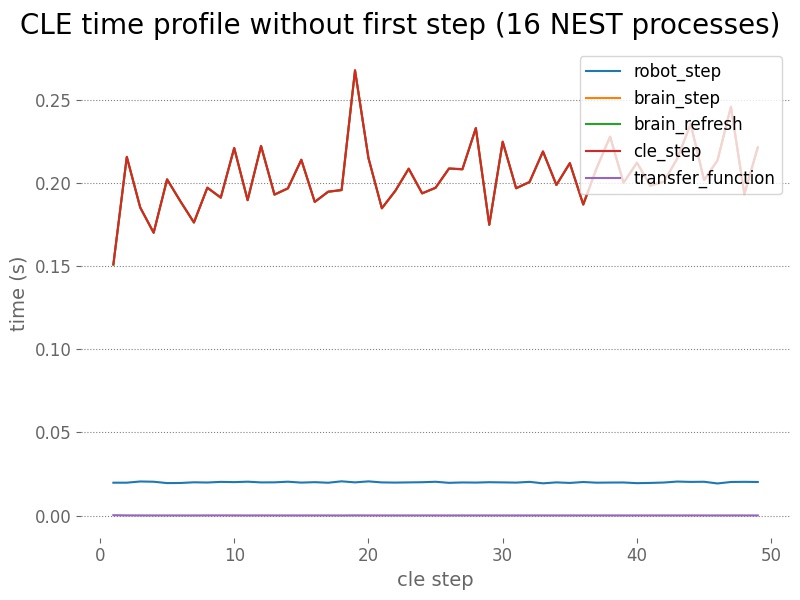 CLE time profile without first step (16 NEST processes)
robot_step
brain_step
brain_refresh
cle_step
transfer_function
0.25
0.20
0.15
0.10
0.05
0.00
time (s)
0 10 20 30 40 50
cle step